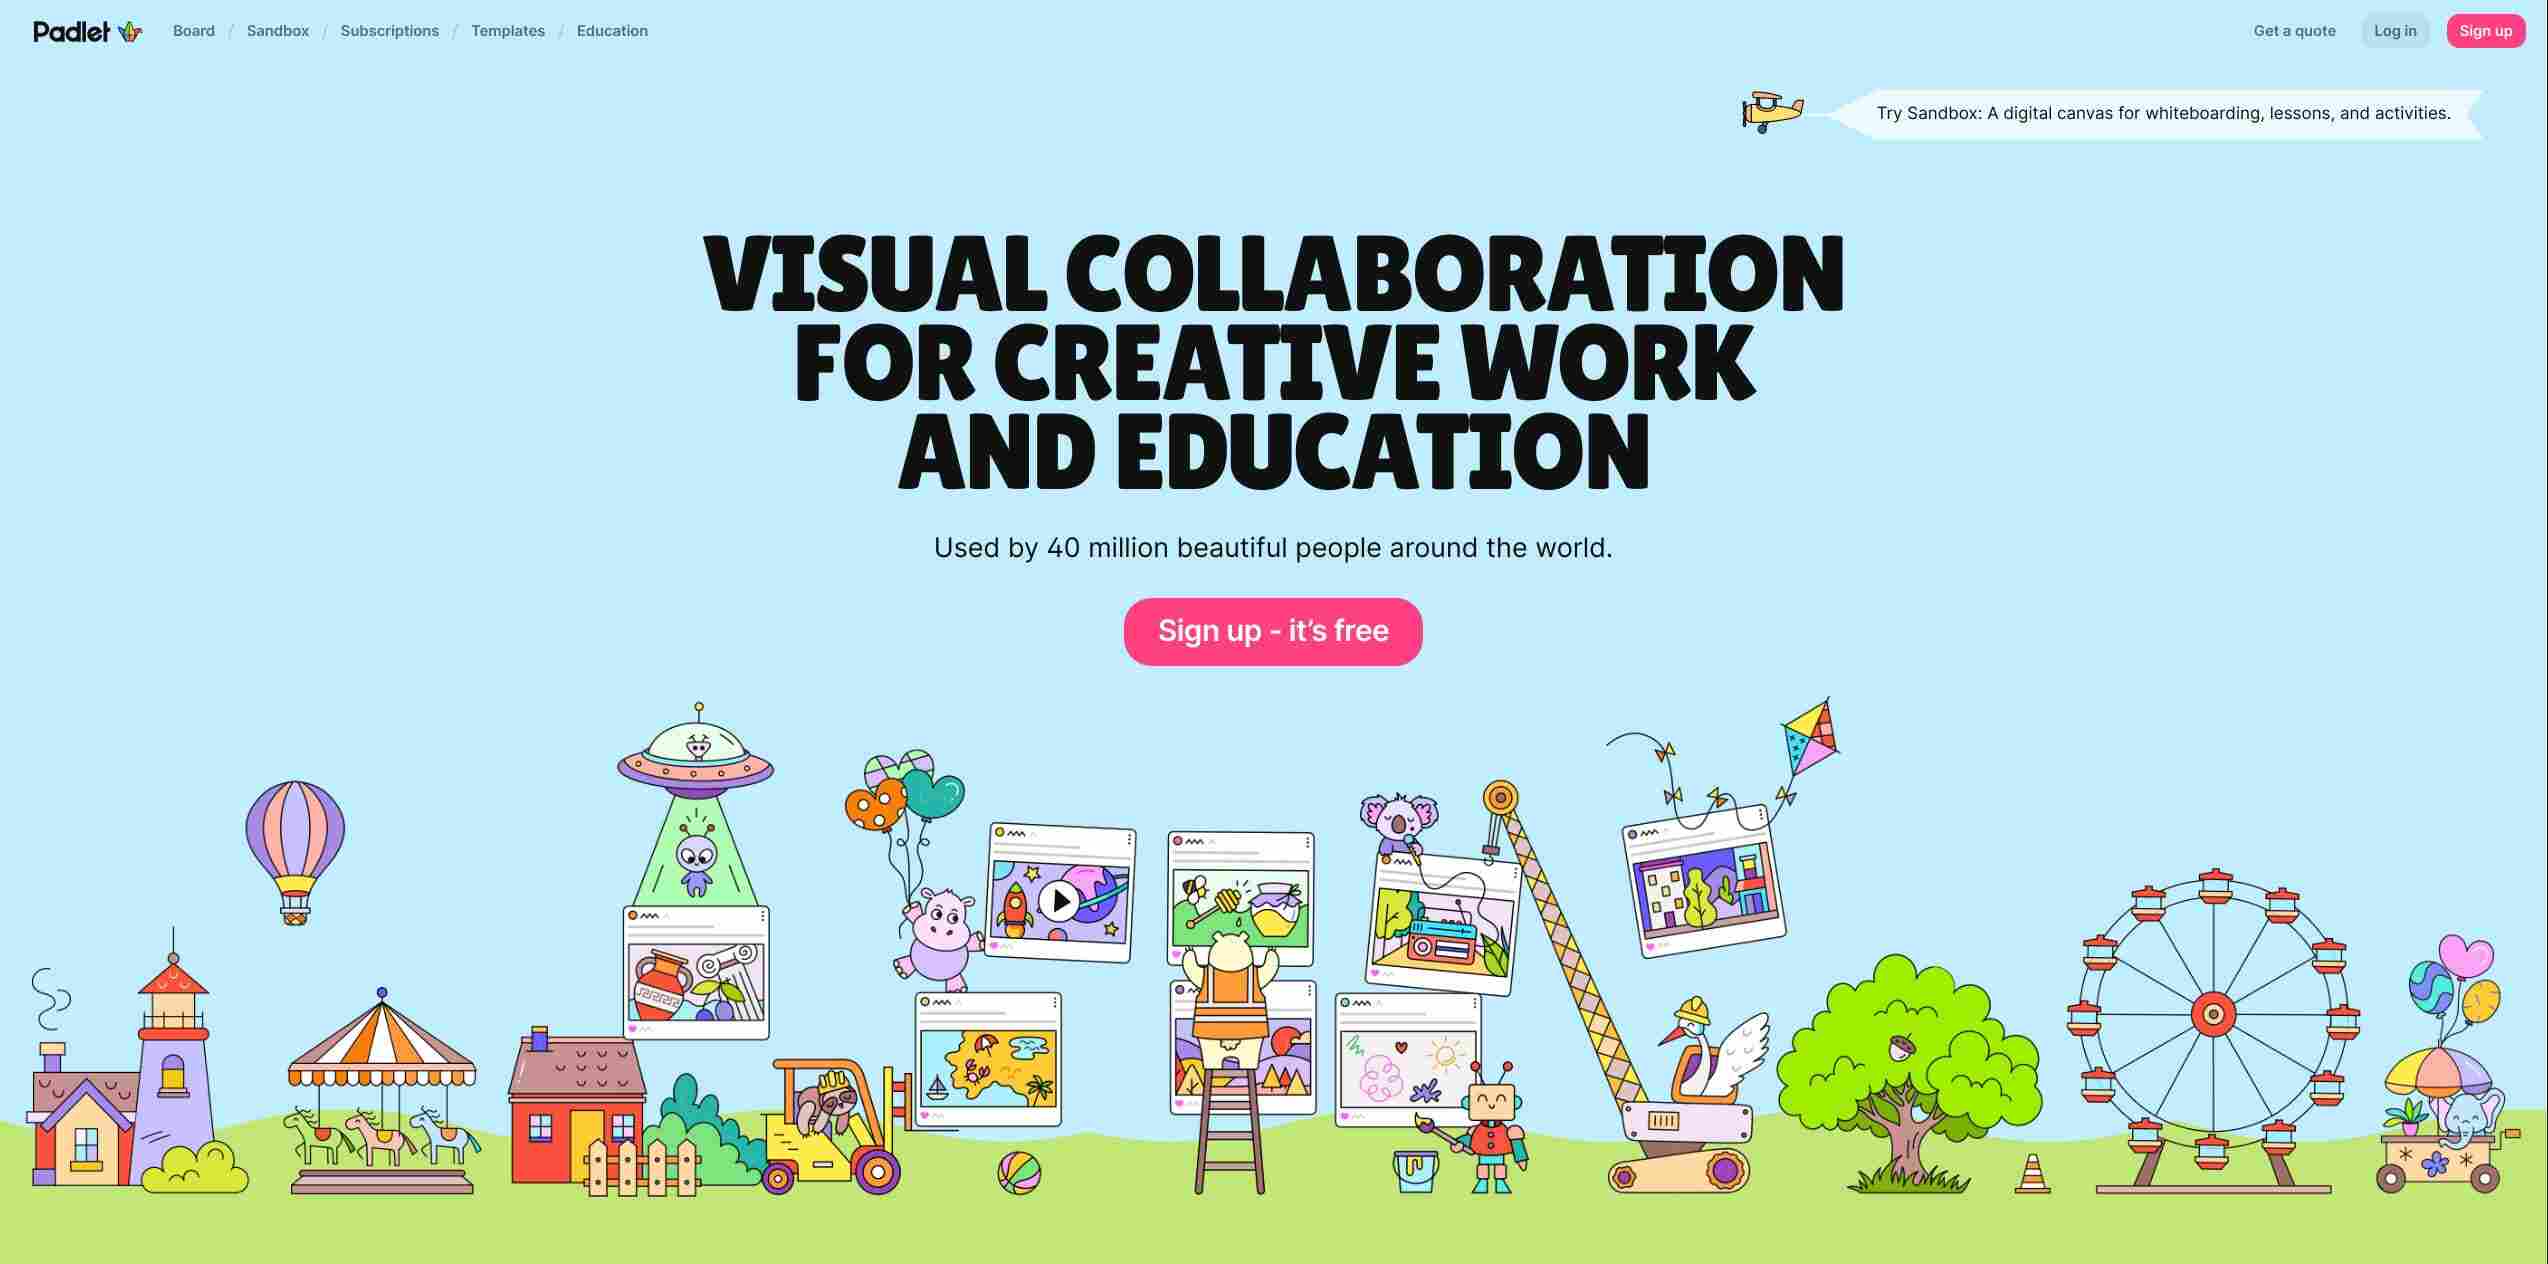 Padlet
Board / Sandbox / Subscriptions / Templates / Education
Get a quote
Log in
Sign up
Try Sandbox: A digital canvas for whiteboarding, lessons, and activities.
VISUAL COLLABORATION
FOR CREATIVE WORK
AND EDUCATION
Used by 40 million beautiful people around the world.
Sign up - it’s free